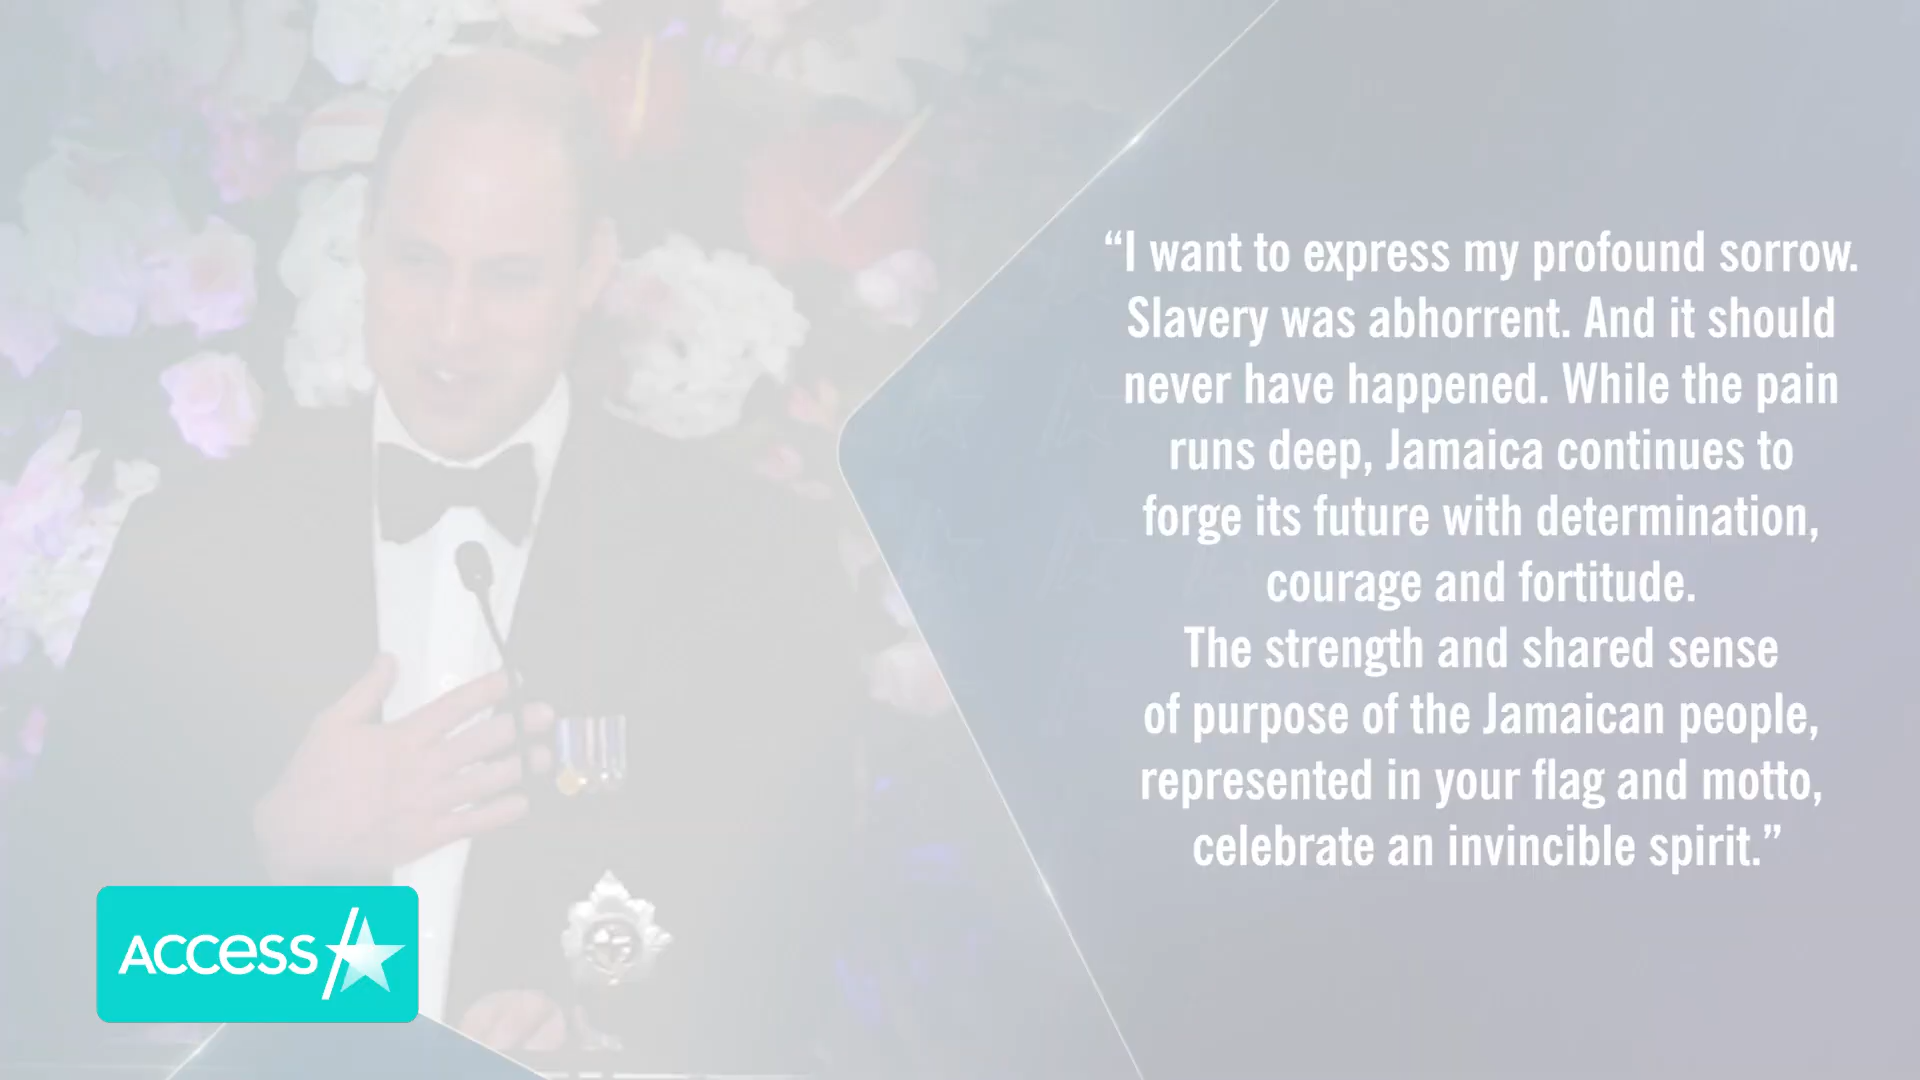 “I want to express my profound sorrow.
Slavery was abhorrent. And it should
never have happened. While the pain
runs deep, Jamaica continues to
forge its future with determination,
courage and fortitude.
The strength and shared sense
of purpose of the Jamaican people,
represented in your flag and motto,
celebrate an invincible spirit.”
ACCESS